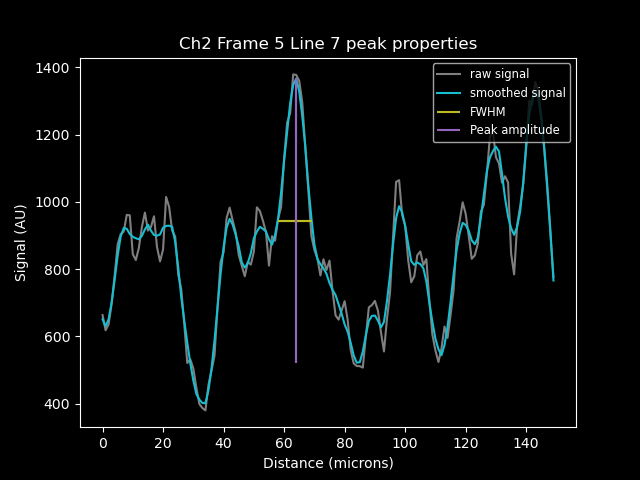 Ch2 Frame 5 Line 7 peak properties
raw signal
smoothed signal
FWHM
Peak amplitude
Signal (AU)
1400
1200
1000
800
600
400
0 20 40 60 80 100 120 140
Distance (microns)